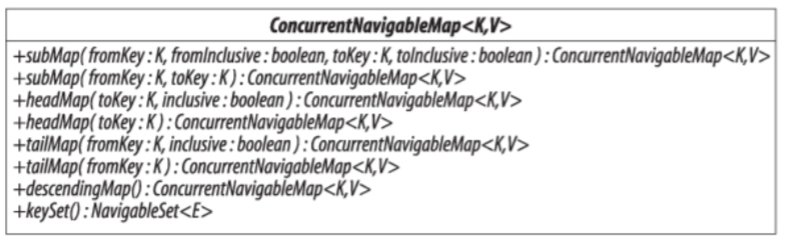 ConcurrentNavigableMap<K,V>
+subMap( fromKey : K, fromInclusive : boolean, toKey : K, toInclusive : boolean ) : ConcurrentNavigableMap<K,V>
+subMap( fromKey : K, toKey : K ) : ConcurrentNavigableMap<K,V>
+headMap( toKey : K, inclusive : boolean ) : ConcurrentNavigableMap<K,V>
+headMap( toKey : K ) : ConcurrentNavigableMap<K,V>
+tailMap( fromKey : K, inclusive : boolean ) : ConcurrentNavigableMap<K,V>
+tailMap( fromKey : K ) : ConcurrentNavigableMap<K,V>
+descendingMap() : ConcurrentNavigableMap<K,V>
+keySet() : NavigableSet<E>